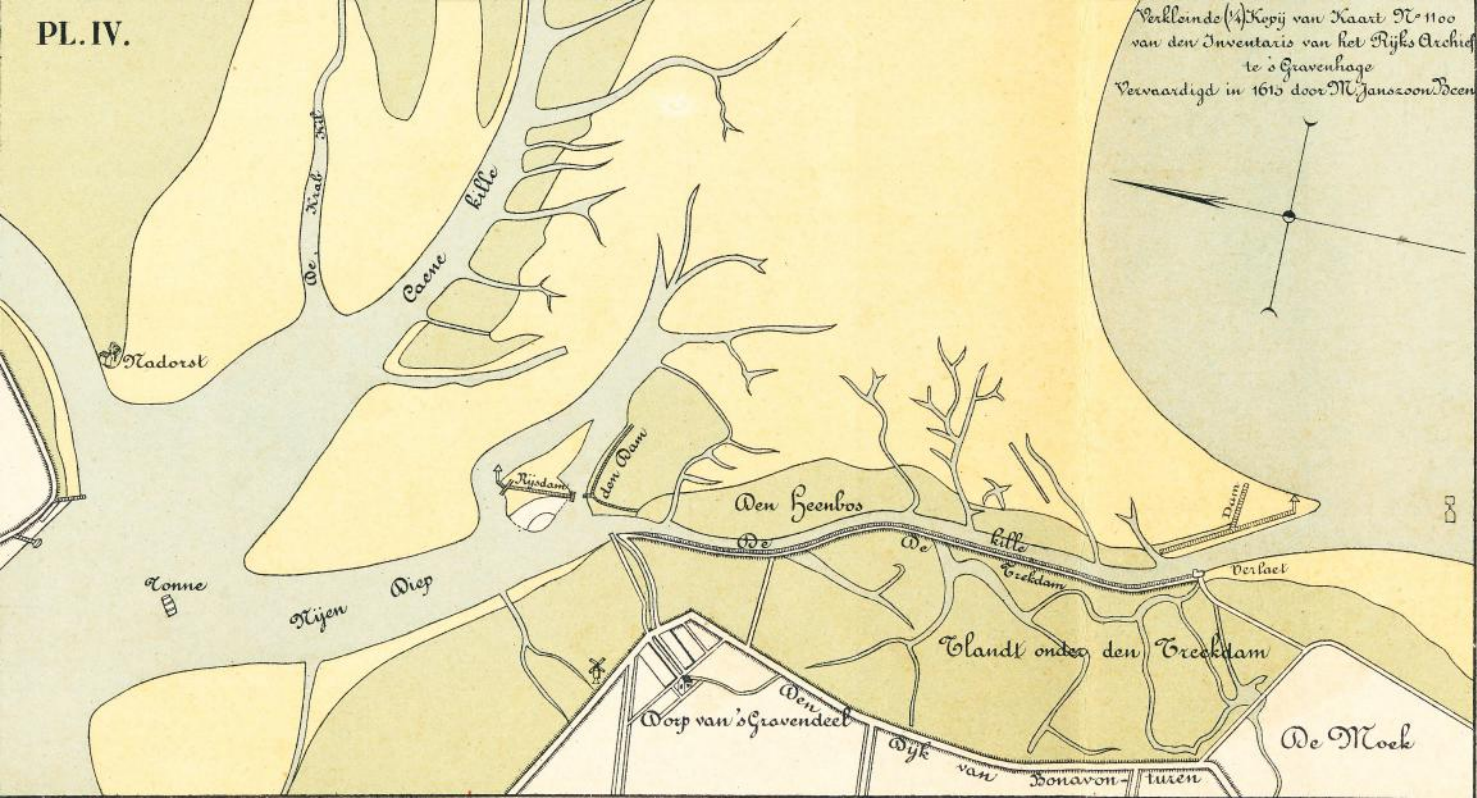 PL. IV.
Verkleinde (¼) Kopij van Kaart No 1100
van den Inventaris van het Rijks Archief
te 's Gravenhage
Vervaardigd in 1615 door M. Janszoon Been
De Krab Kil
Caene kille
Nadorst
Rijsdam
den Dam
Den Heenbos
Dam
De De kille
Trekdam
Verlaet
Tonne
Nijen Diep
Tlandt onder den Treckdam
Dorp van 's Gravendeel
Den Dijk van Bonavon- turen
De Moek